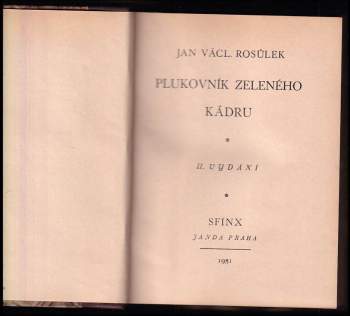 JAN VÁCL. ROSŮLEK
PLUKOVNÍK ZELENÉHO
KÁDRU
*
II. VYDÁNÍ
*
SFINX
JANDA PRAHA
1931